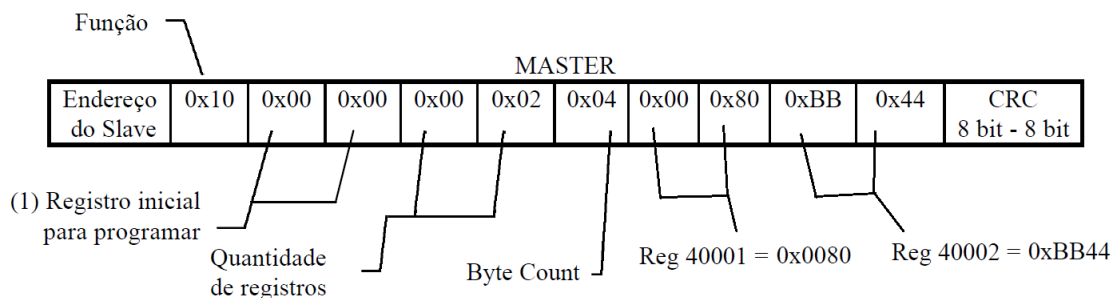 Função
MASTER
Endereço do Slave 0x10 0x00 0x00 0x00 0x02 0x04 0x00 0x80 0xBB 0x44 CRC 8 bit - 8 bit
(1) Registro inicial
para programar
Quantidade
de registros
Byte Count
Reg 40001 = 0x0080
Reg 40002 = 0xBB44